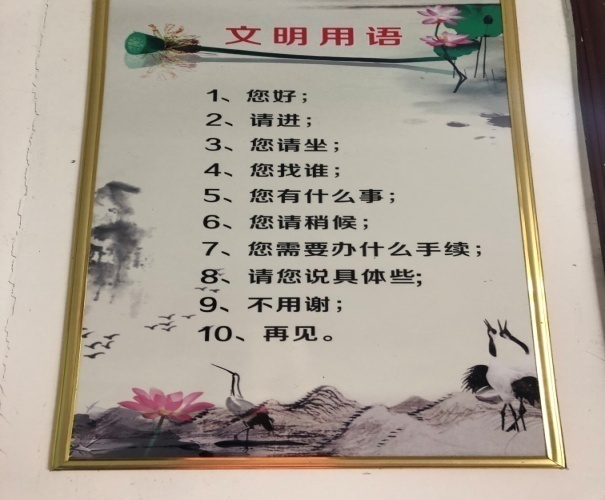 文明用语
1、您好；
2、请进；
3、您请坐；
4、您找谁；
5、您有什么事；
6、您请稍候；
7、您需要办什么手续；
8、请您说具体些；
9、不用谢；
10、再见。